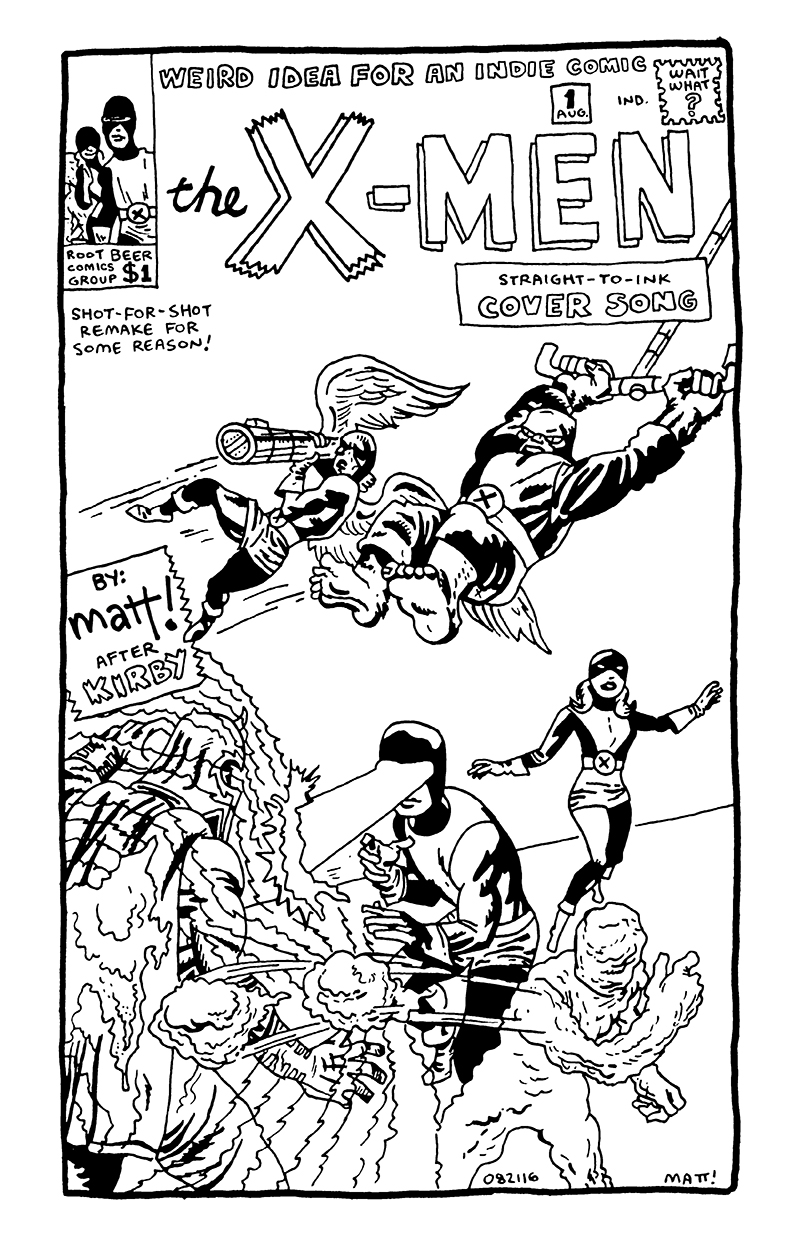 WEIRD IDEA FOR AN INDIE COMIC
WAIT
WHAT
?
1
AUG.
IND.
the X-MEN
ROOT BEER
COMICS
GROUP $1
STRAIGHT-TO-INK
COVER SONG
SHOT-FOR-SHOT
REMAKE FOR
SOME REASON!
X
BY:
matt!
AFTER
KIRBY
X
X
082116
MATT!